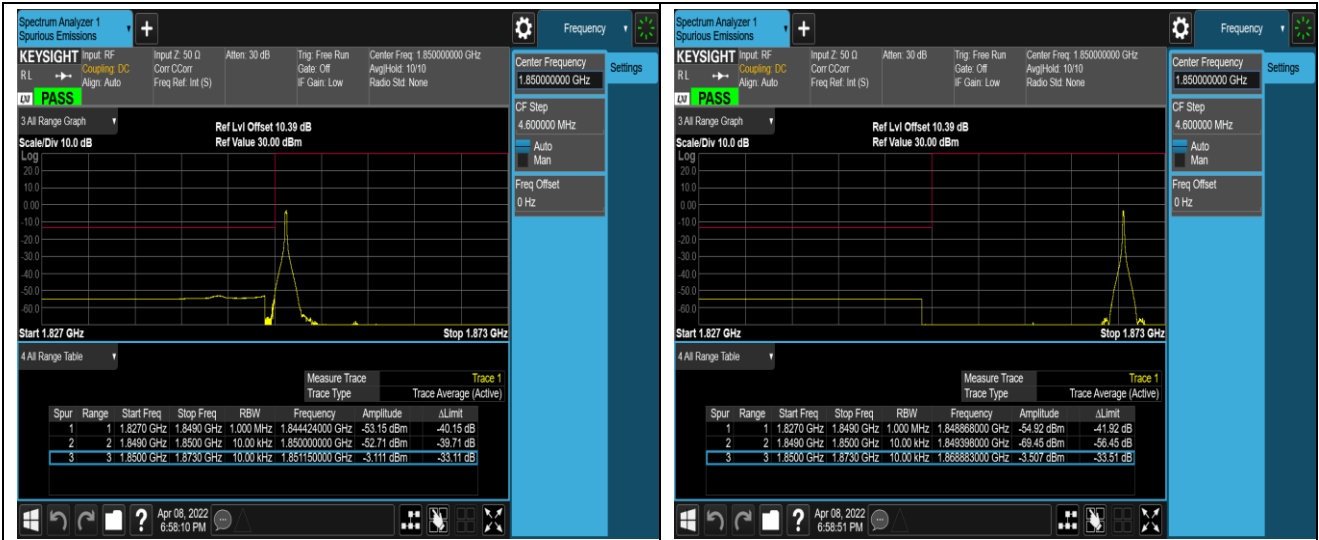 Spectrum Analyzer 1
Spurious Emissions
+
Frequency
KEYSIGHT Input: RF Input Z: 50 Ω Atten: 30 dB Trig: Free Run Center Freq: 1.850000000 GHz
Coupling: DC Corr CCorr Gate: Off Avg|Hold: 10/10
RL Align: Auto Freq Ref: Int (S) IF Gain: Low Radio Std: None
LXI PASS
Center Frequency
1.850000000 GHz
Settings
CF Step
4.600000 MHz
Auto
Man
Freq Offset
0 Hz
3 All Range Graph
Ref Lvl Offset 10.39 dB
Scale/Div 10.0 dB Ref Value 30.00 dBm
Log
20.0
10.0
0.00
-10.0
-20.0
-30.0
-40.0
-50.0
-60.0
Start 1.827 GHz Stop 1.873 GHz
4 All Range Table
Measure Trace Trace 1
Trace Type Trace Average (Active)
Spur Range Start Freq Stop Freq RBW Frequency Amplitude ΔLimit
1 1 1.8270 GHz 1.8490 GHz 1.000 MHz 1.844424000 GHz -53.15 dBm -40.15 dB
2 2 1.8490 GHz 1.8500 GHz 10.00 kHz 1.850000000 GHz -52.71 dBm -39.71 dB
3 3 1.8500 GHz 1.8730 GHz 10.00 kHz 1.851150000 GHz -3.111 dBm -33.11 dB
?
Apr 08, 2022
6:58:10 PM
Spectrum Analyzer 1
Spurious Emissions
+
Frequency
KEYSIGHT Input: RF Input Z: 50 Ω Atten: 30 dB Trig: Free Run Center Freq: 1.850000000 GHz
Coupling: DC Corr CCorr Gate: Off Avg|Hold: 10/10
RL Align: Auto Freq Ref: Int (S) IF Gain: Low Radio Std: None
LXI PASS
Center Frequency
1.850000000 GHz
Settings
CF Step
4.600000 MHz
Auto
Man
Freq Offset
0 Hz
3 All Range Graph
Ref Lvl Offset 10.39 dB
Scale/Div 10.0 dB Ref Value 30.00 dBm
Log
20.0
10.0
0.00
-10.0
-20.0
-30.0
-40.0
-50.0
-60.0
Start 1.827 GHz Stop 1.873 GHz
4 All Range Table
Measure Trace Trace 1
Trace Type Trace Average (Active)
Spur Range Start Freq Stop Freq RBW Frequency Amplitude ΔLimit
1 1 1.8270 GHz 1.8490 GHz 1.000 MHz 1.848868000 GHz -54.92 dBm -41.92 dB
2 2 1.8490 GHz 1.8500 GHz 10.00 kHz 1.849398000 GHz -69.45 dBm -56.45 dB
3 3 1.8500 GHz 1.8730 GHz 10.00 kHz 1.868883000 GHz -3.507 dBm -33.51 dB
?
Apr 08, 2022
6:58:51 PM